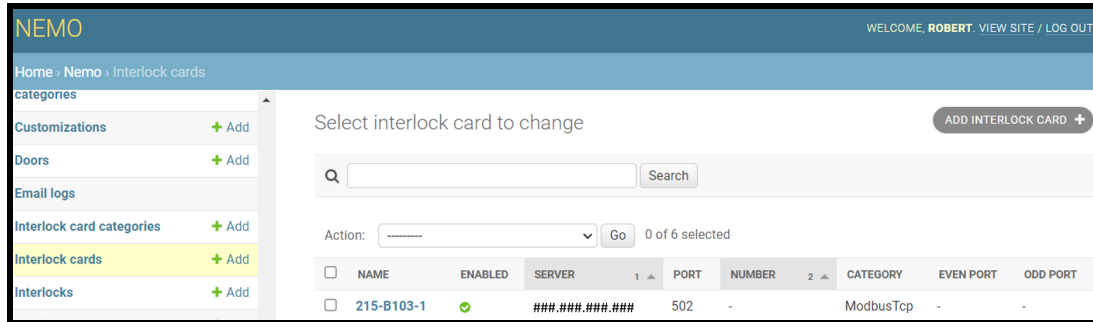 NEMO
WELCOME, ROBERT. VIEW SITE / LOG OUT
Home › Nemo › Interlock cards
categories
Customizations + Add
Doors + Add
Email logs
Interlock card categories + Add
Interlock cards + Add
Interlocks + Add
Select interlock card to change
ADD INTERLOCK CARD +
Search
Action: --------- Go 0 of 6 selected
NAME ENABLED SERVER 1 PORT NUMBER 2 CATEGORY EVEN PORT ODD PORT
215-B103-1 ###.###.###.### 502 - ModbusTcp - -